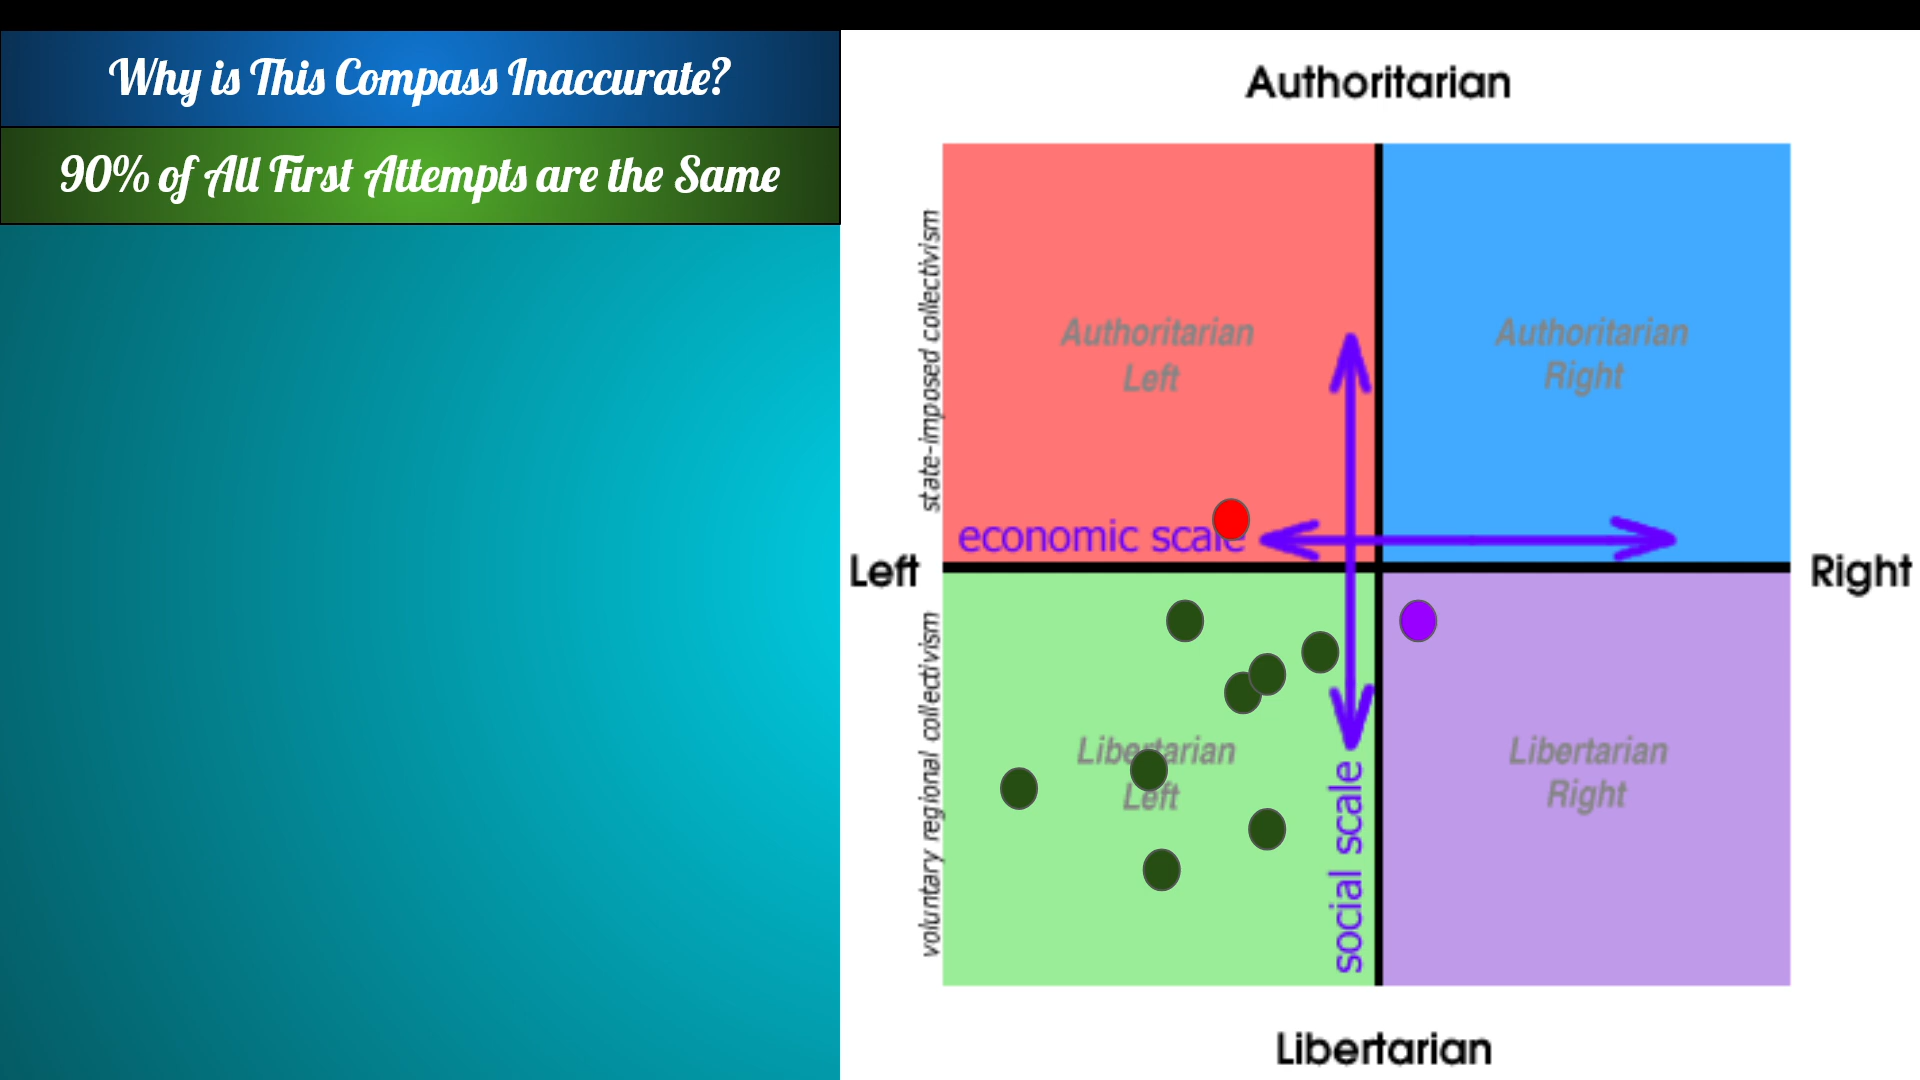 Why is This Compass Inaccurate?
90% of All First Attempts are the Same
Authoritarian
state-imposed collectivism
Authoritarian
Left
Authoritarian
Right
economic scale
Left
Right
voluntary regional collectivism
Libertarian
Left
Libertarian
Right
social scale
Libertarian